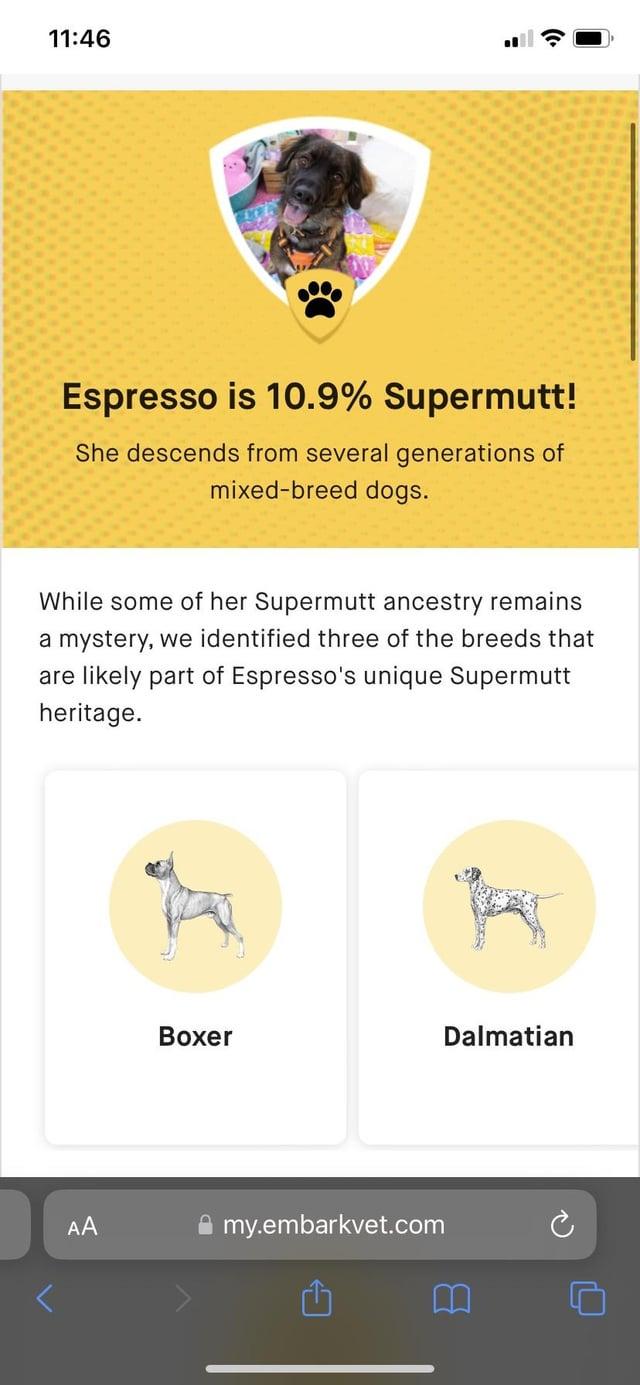 11:46
Espresso is 10.9% Supermutt!
She descends from several generations of
mixed-breed dogs.
While some of her Supermutt ancestry remains
a mystery, we identified three of the breeds that
are likely part of Espresso's unique Supermutt
heritage.
Boxer
Dalmatian
AA
my.embarkvet.com